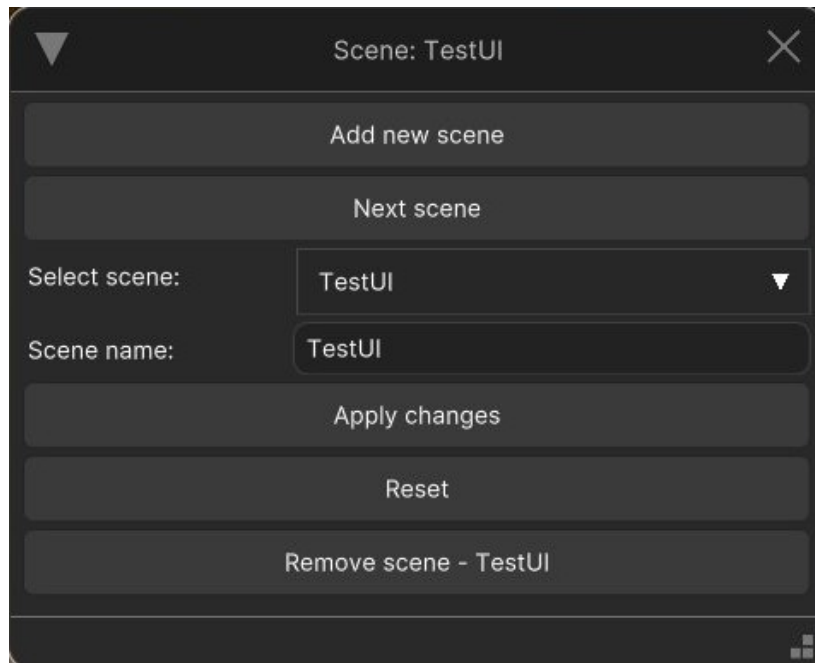 Scene: TestUI
Add new scene
Next scene
Select scene: TestUI
Scene name: TestUI
Apply changes
Reset
Remove scene - TestUI